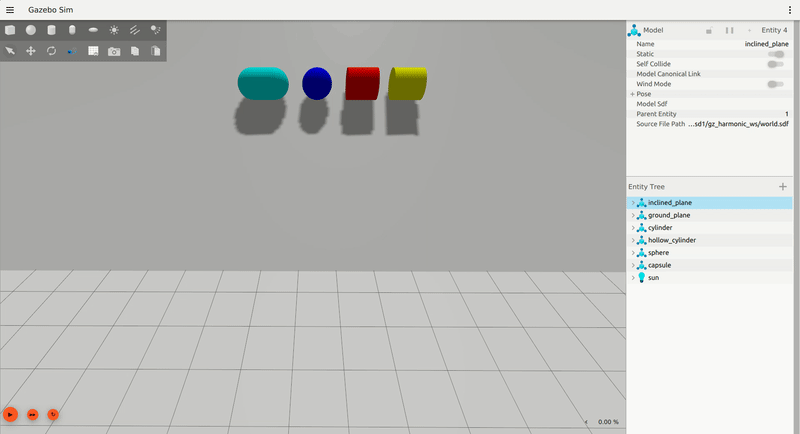 Gazebo Sim
Model
Entity 4
Name inclined_plane
Static
Self Collide
Model Canonical Link
Wind Mode
Pose
Model Sdf
Parent Entity 1
Source File Path ...sd1/gz_harmonic_ws/world.sdf
Entity Tree
inclined_plane
ground_plane
cylinder
hollow_cylinder
sphere
capsule
sun
0.00 %